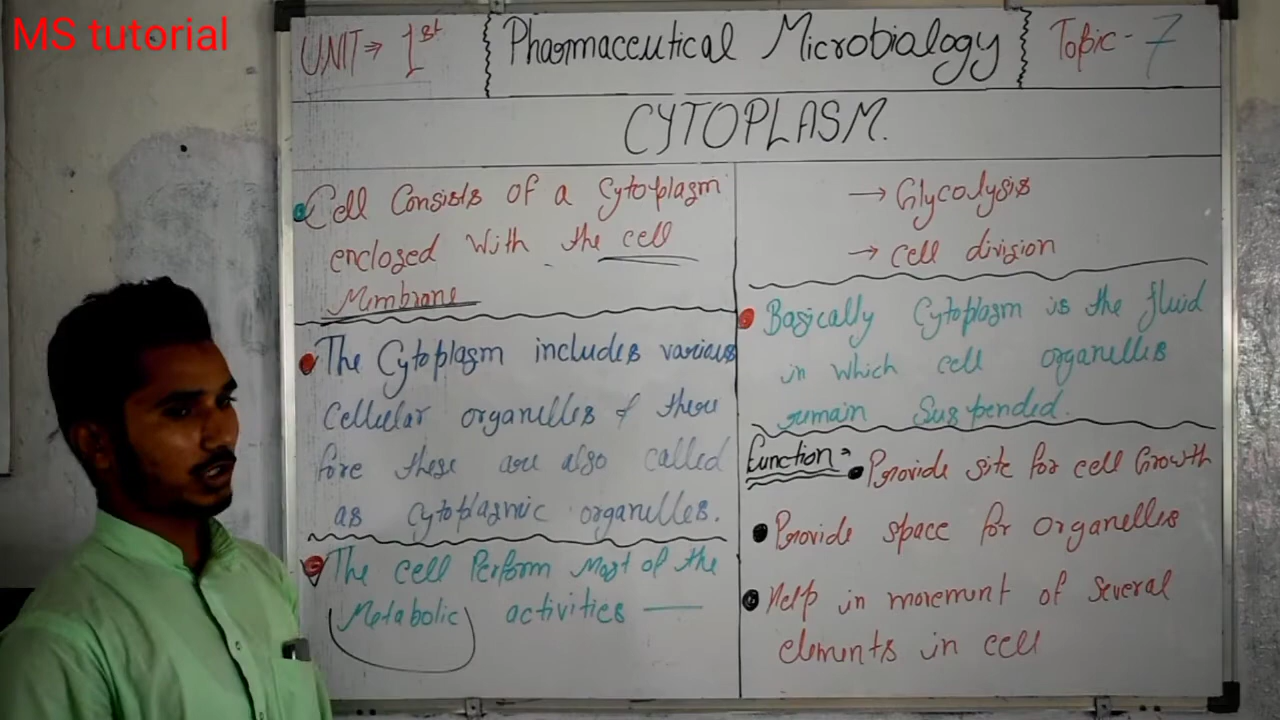 MS tutorial
UNIT → 1st
Pharmaceutical Microbialogy
Topic - 7
CYTOPLASM.
Cell Consists of a Cytoplasm
enclosed with the cell
Mimbrane
The Cytoplasm includes various
Cellular organelles & there
fore these are also called
as cytoplasmic organelles.
The cell Perform Most of the
Metabolic activities —
→ Glycolysis
→ cell division
Basically Cytoplasm is the fluid
in which cell organelles
remain Suspended.
function:- Provide site for cell Growth
Provide space for organelles
Help in movement of several
elements in cell